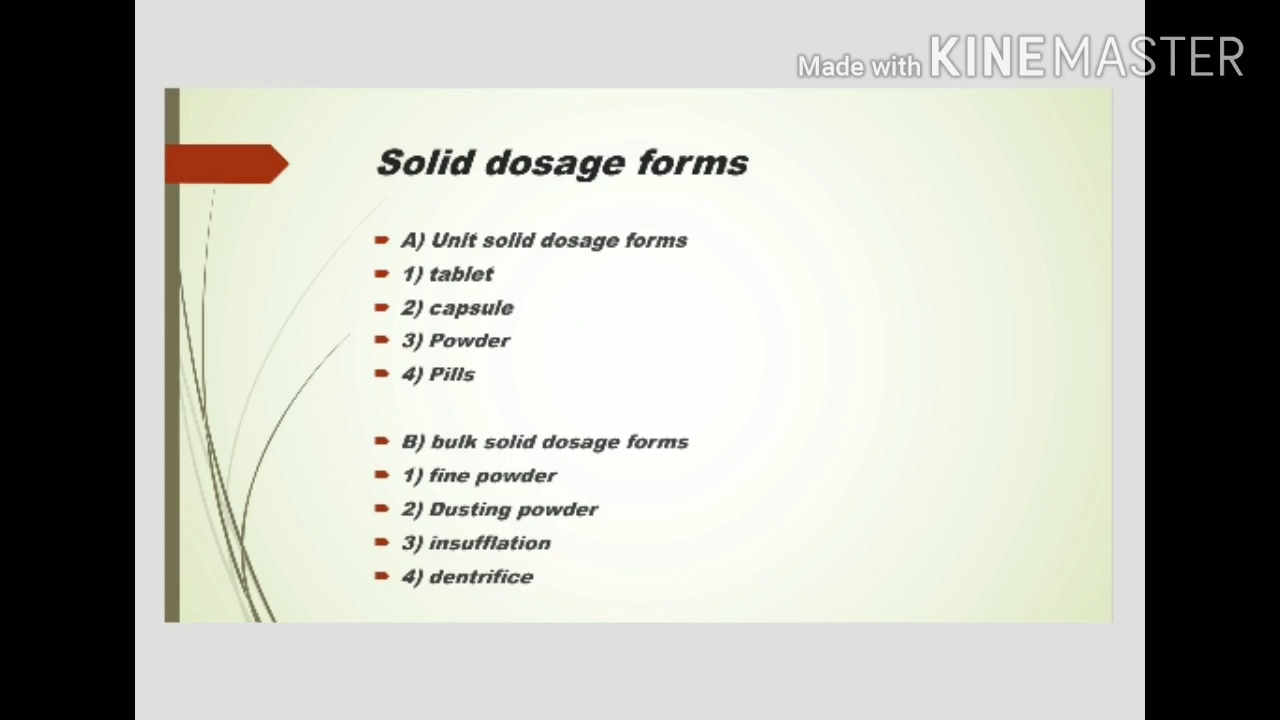 Made with KINEMASTER
Solid dosage forms
A) Unit solid dosage forms
1) tablet
2) capsule
3) Powder
4) Pills
B) bulk solid dosage forms
1) fine powder
2) Dusting powder
3) insufflation
4) dentrifice